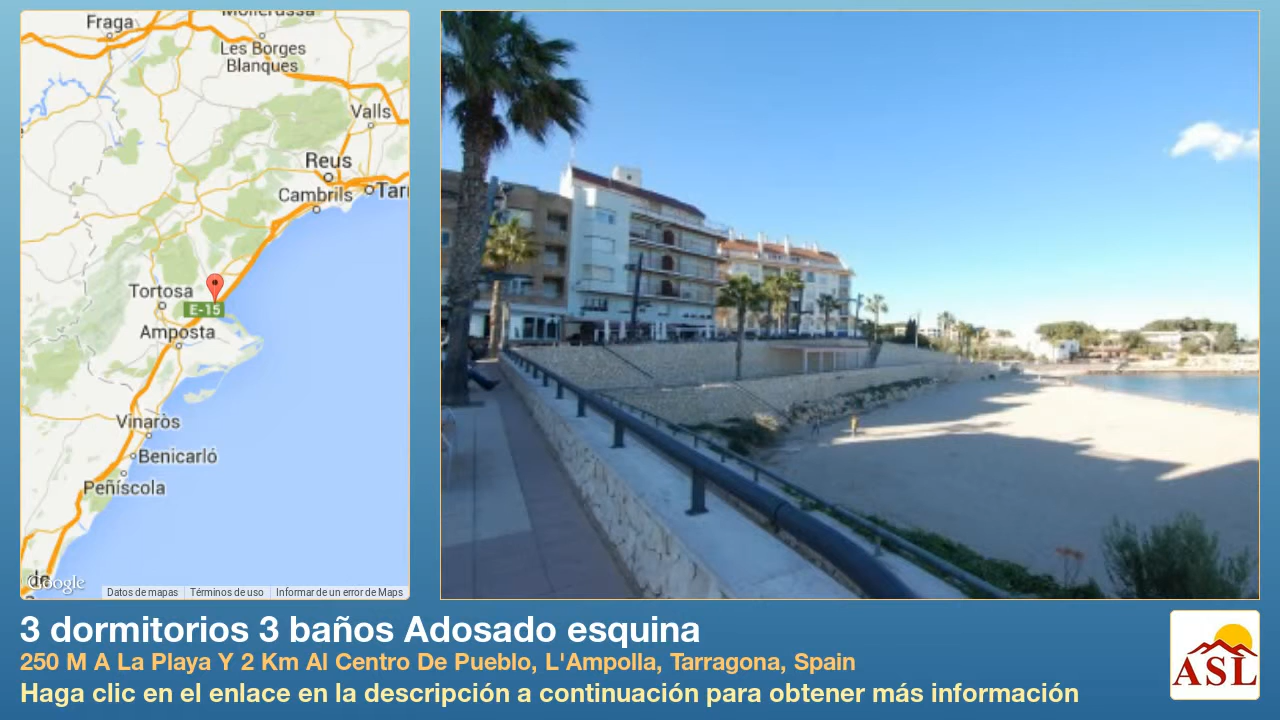 Mollerussa
Fraga
Les Borges
Blanques
Valls
Reus
Cambrils
Tarr
Tortosa
E-15
Amposta
Vinaròs
Benicarló
Peñíscola
de
Google
Datos de mapas
Términos de uso
Informar de un error de Maps
3 dormitorios 3 baños Adosado esquina
250 M A La Playa Y 2 Km Al Centro De Pueblo, L'Ampolla, Tarragona, Spain
Haga clic en el enlace en la descripción a continuación para obtener más información
ASL